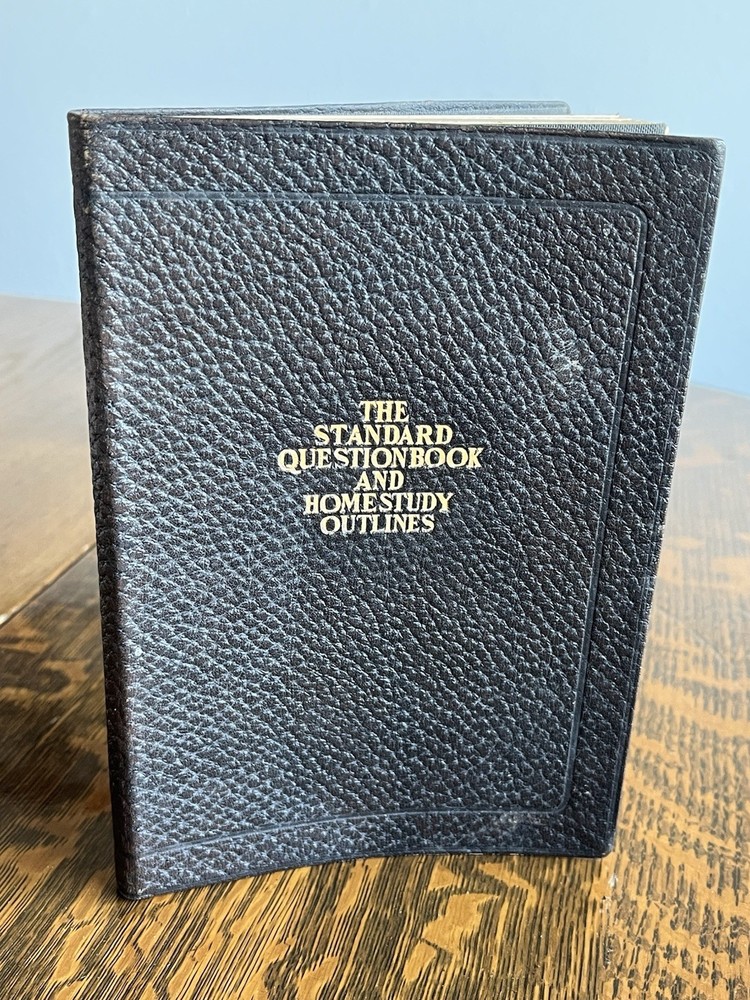 THE
STANDARD
QUESTIONBOOK
AND
HOMESTUDY
OUTLINES